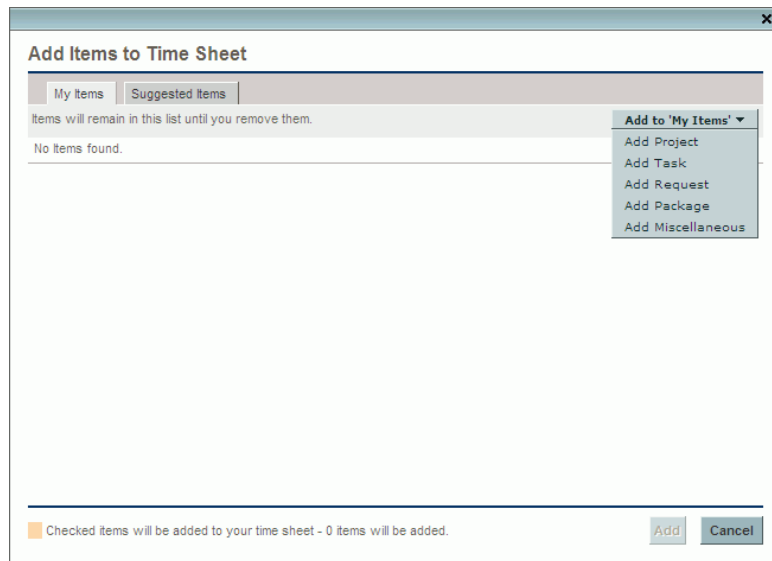 Add Items to Time Sheet
My Items
Suggested Items
Items will remain in this list until you remove them.
Add to 'My Items'
No Items found.
Add Project
Add Task
Add Request
Add Package
Add Miscellaneous
Checked items will be added to your time sheet - 0 items will be added.
Add
Cancel